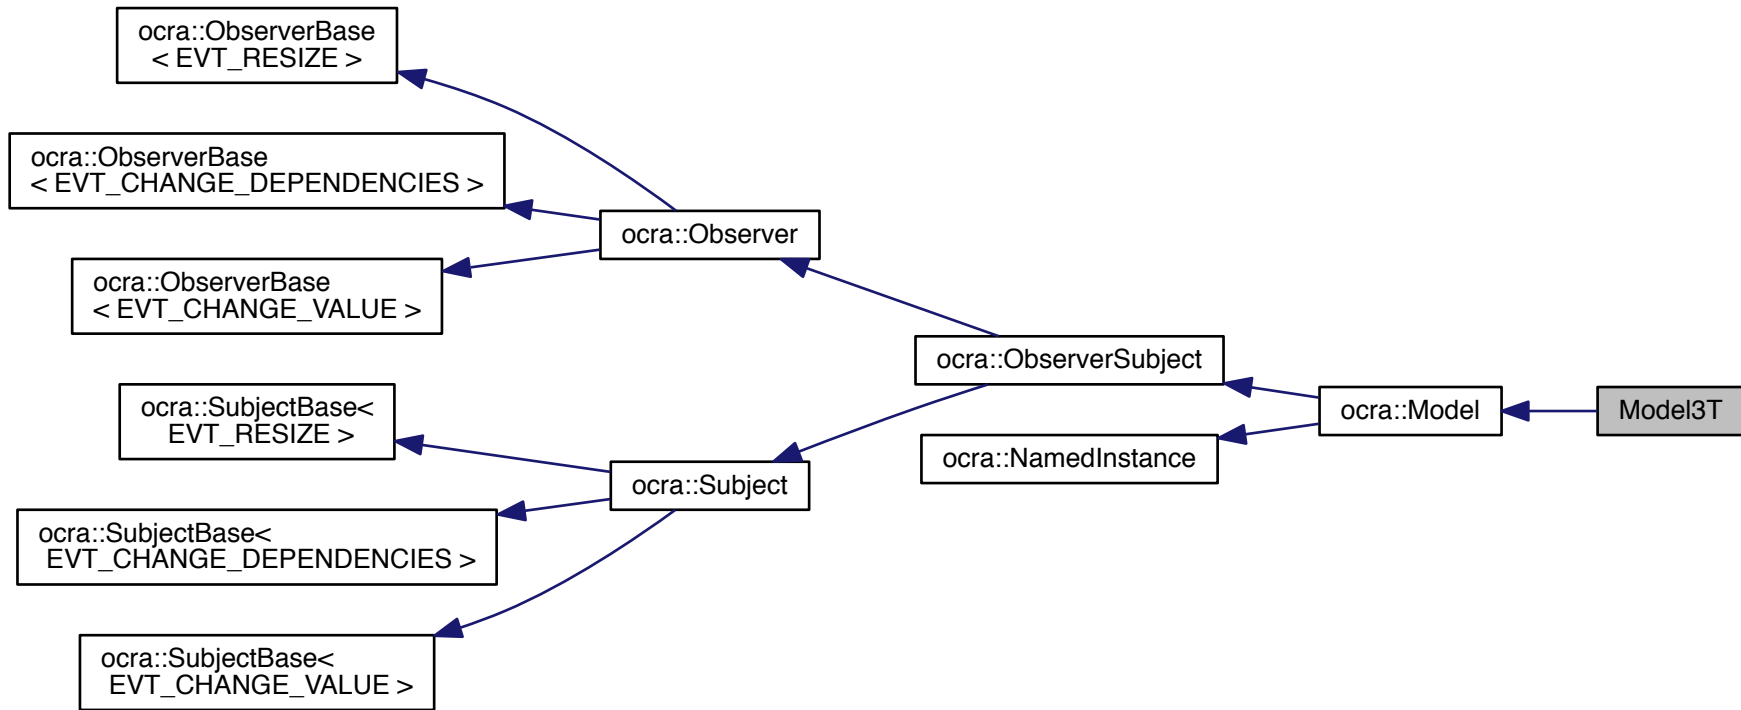 ocra::ObserverBase
< EVT_RESIZE >
ocra::ObserverBase
< EVT_CHANGE_DEPENDENCIES >
ocra::Observer
ocra::ObserverBase
< EVT_CHANGE_VALUE >
ocra::ObserverSubject
ocra::SubjectBase<
EVT_RESIZE >
ocra::Model
Model3T
ocra::NamedInstance
ocra::Subject
ocra::SubjectBase<
EVT_CHANGE_DEPENDENCIES >
ocra::SubjectBase<
EVT_CHANGE_VALUE >